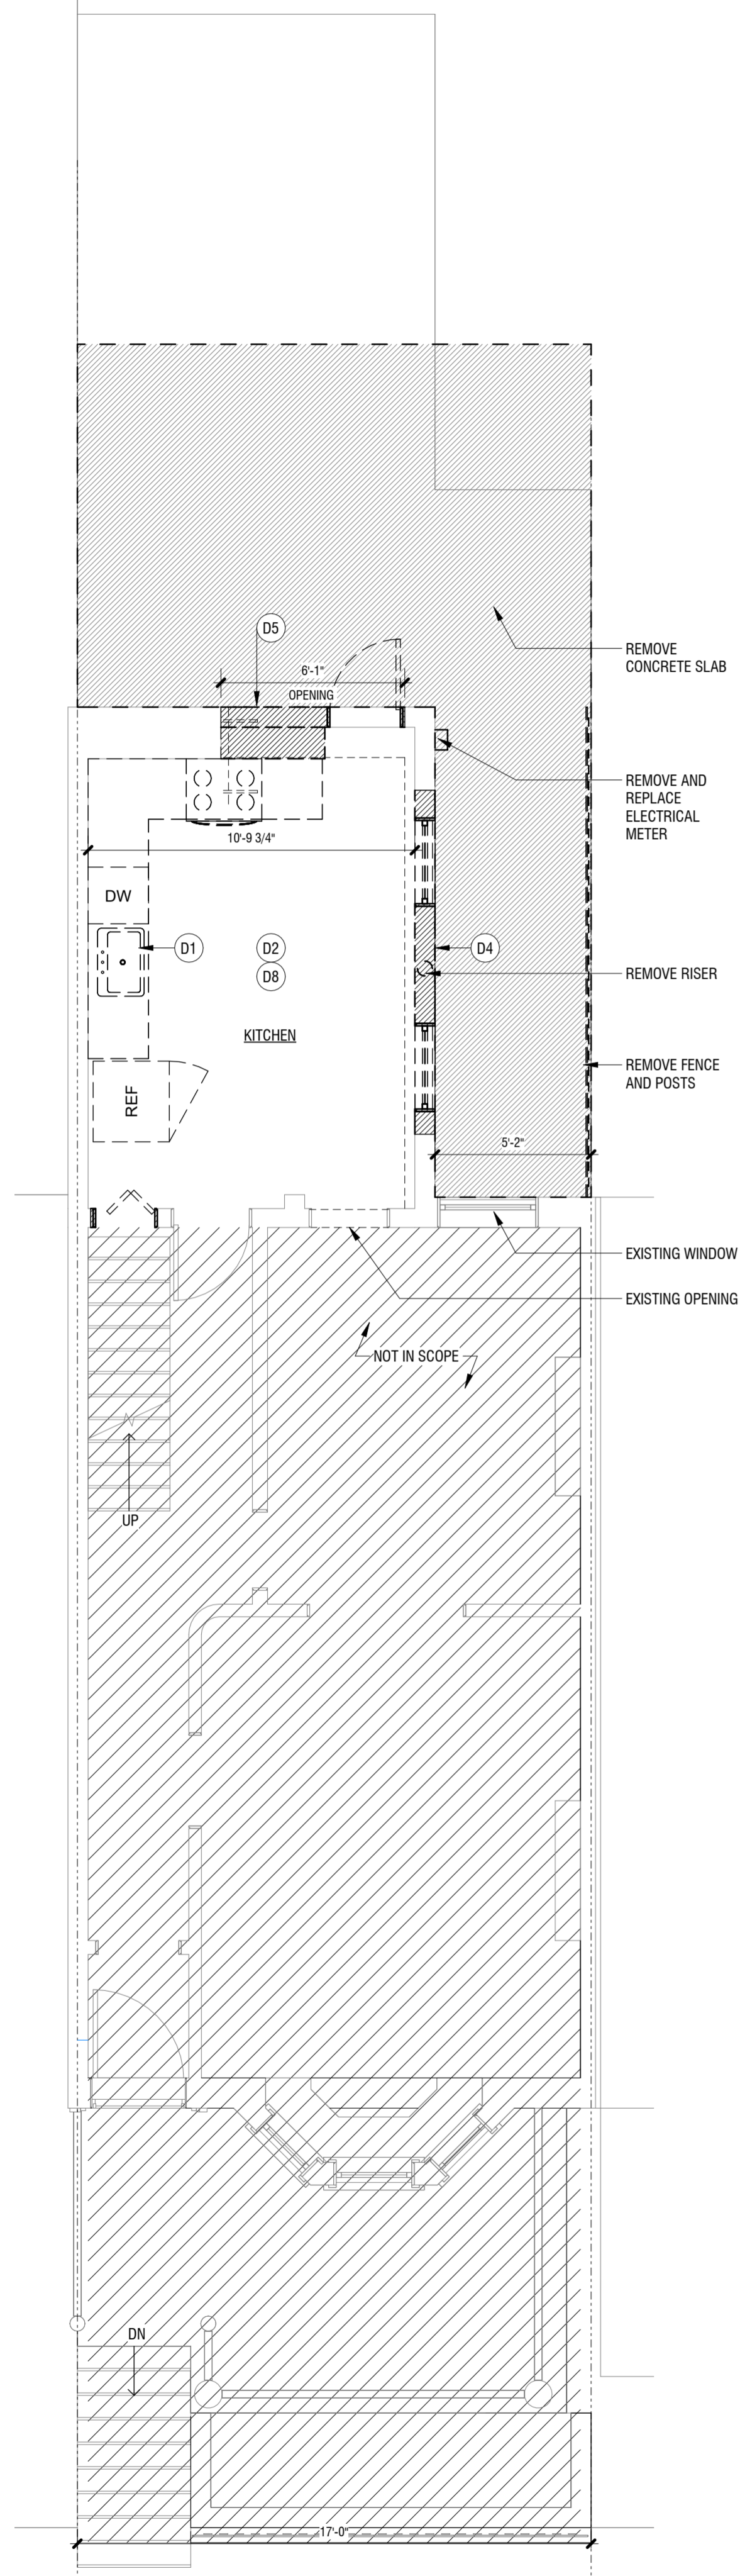 D5
6'-1"
OPENING
REMOVE
CONCRETE SLAB
REMOVE AND
REPLACE
ELECTRICAL
METER
10'-9 3/4"
DW
D1
D2
D4
D8
REMOVE RISER
KITCHEN
REMOVE FENCE
AND POSTS
REF
5'-2"
EXISTING WINDOW
EXISTING OPENING
NOT IN SCOPE
UP
DN
17'-0"